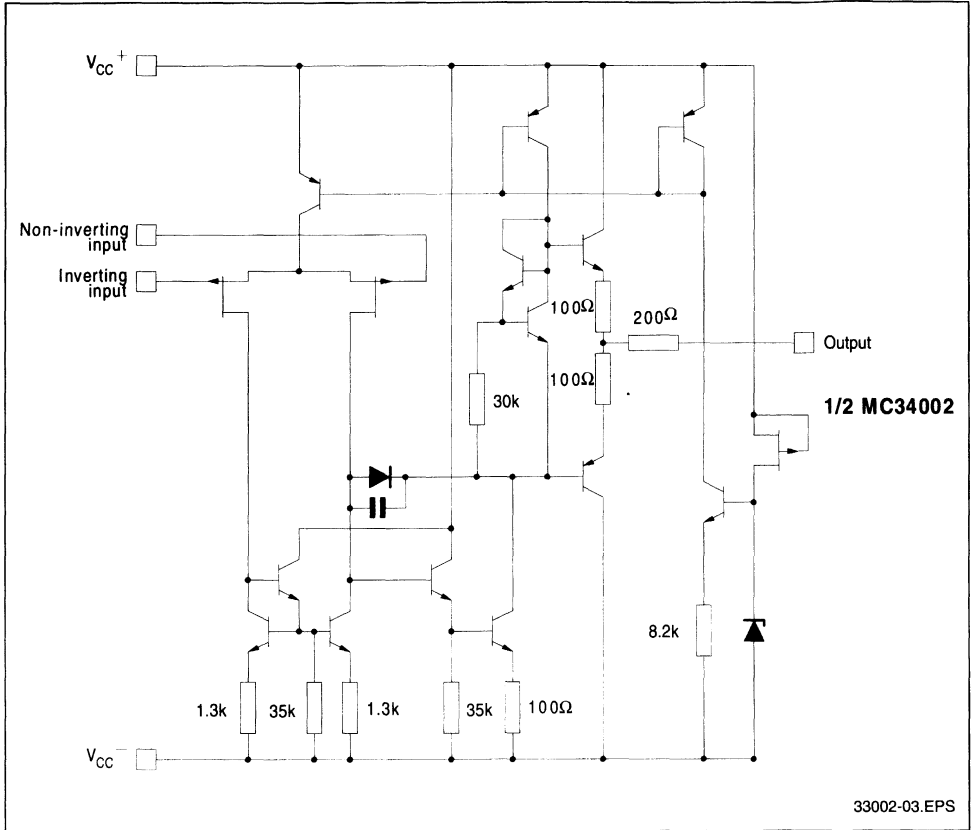 VCC+
Non-inverting
input
Inverting
input
100Ω
200Ω
Output
100Ω
30k
1/2 MC34002
8.2k
1.3k
35k
1.3k
35k
100Ω
VCC−
33002-03.EPS